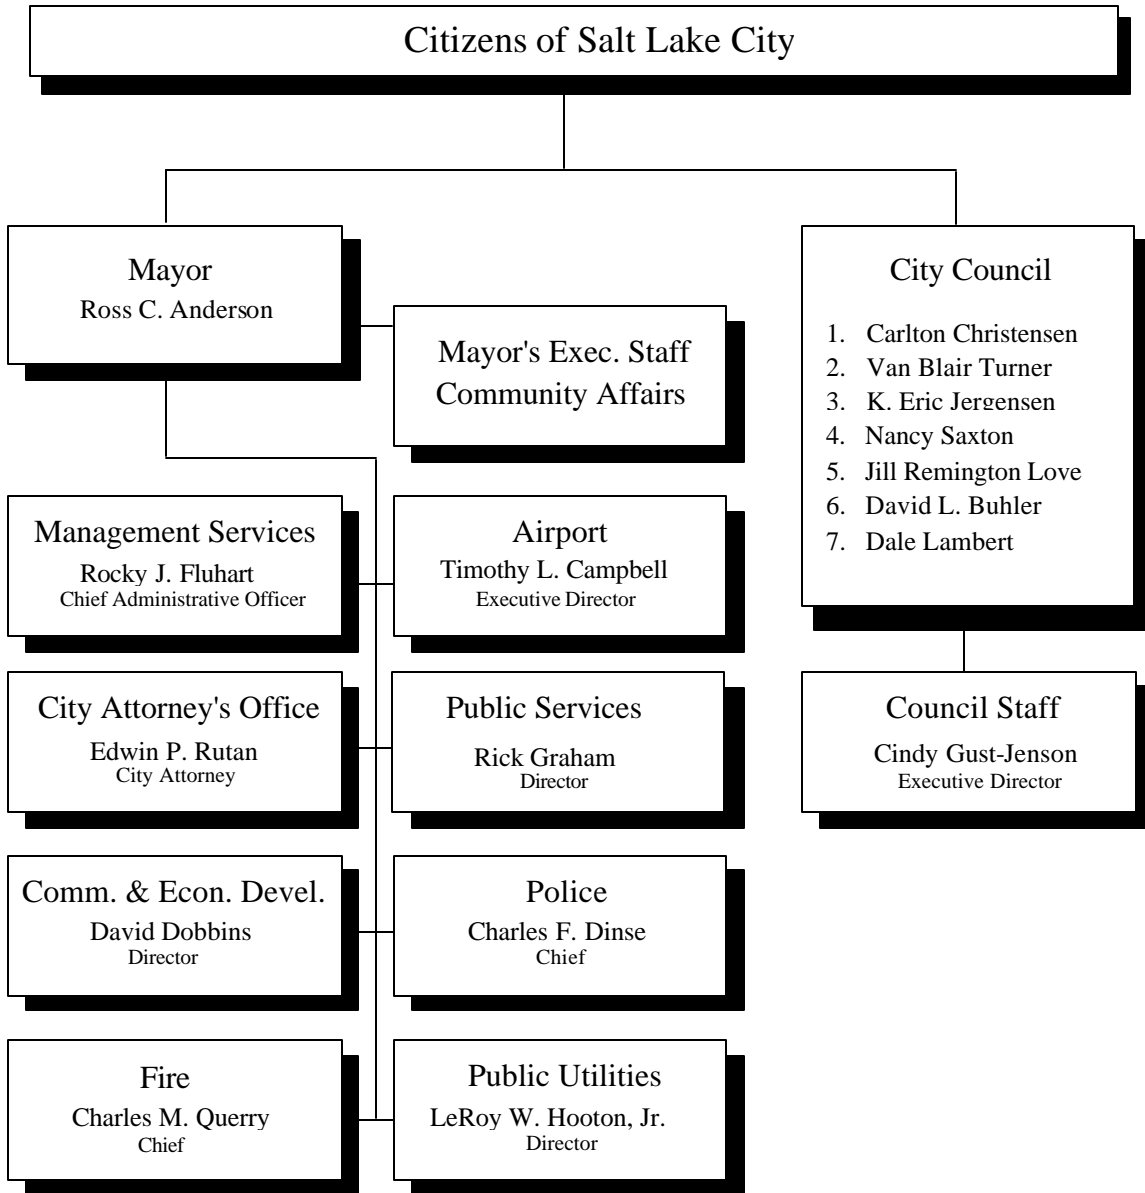 Citizens of Salt Lake City
Mayor
Ross C. Anderson
Mayor's Exec. Staff
Community Affairs
City Council
1. Carlton Christensen
2. Van Blair Turner
3. K. Eric Jergensen
4. Nancy Saxton
5. Jill Remington Love
6. David L. Buhler
7. Dale Lambert
Management Services
Rocky J. Fluhart
Chief Administrative Officer
Airport
Timothy L. Campbell
Executive Director
City Attorney's Office
Edwin P. Rutan
City Attorney
Public Services
Rick Graham
Director
Council Staff
Cindy Gust-Jenson
Executive Director
Comm. & Econ. Devel.
David Dobbins
Director
Police
Charles F. Dinse
Chief
Fire
Charles M. Querry
Chief
Public Utilities
LeRoy W. Hooton, Jr.
Director